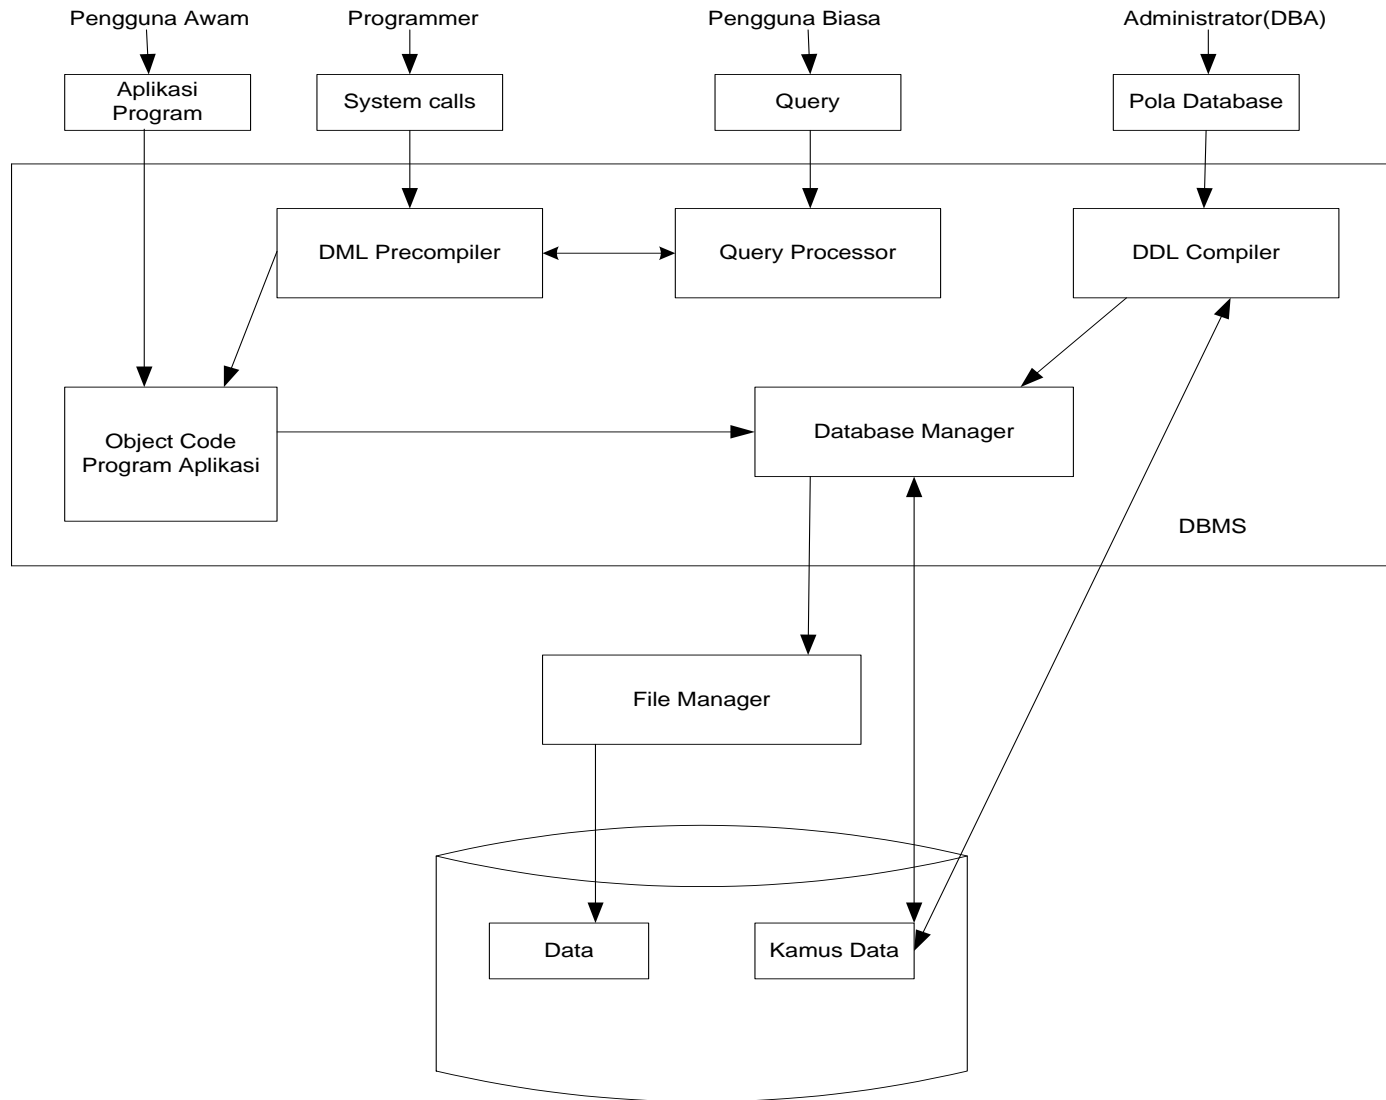 Pengguna Awam
Programmer
Pengguna Biasa
Administrator(DBA)
Aplikasi
Program
System calls
Query
Pola Database
DML Precompiler
Query Processor
DDL Compiler
Object Code
Program Aplikasi
Database Manager
DBMS
File Manager
Data
Kamus Data